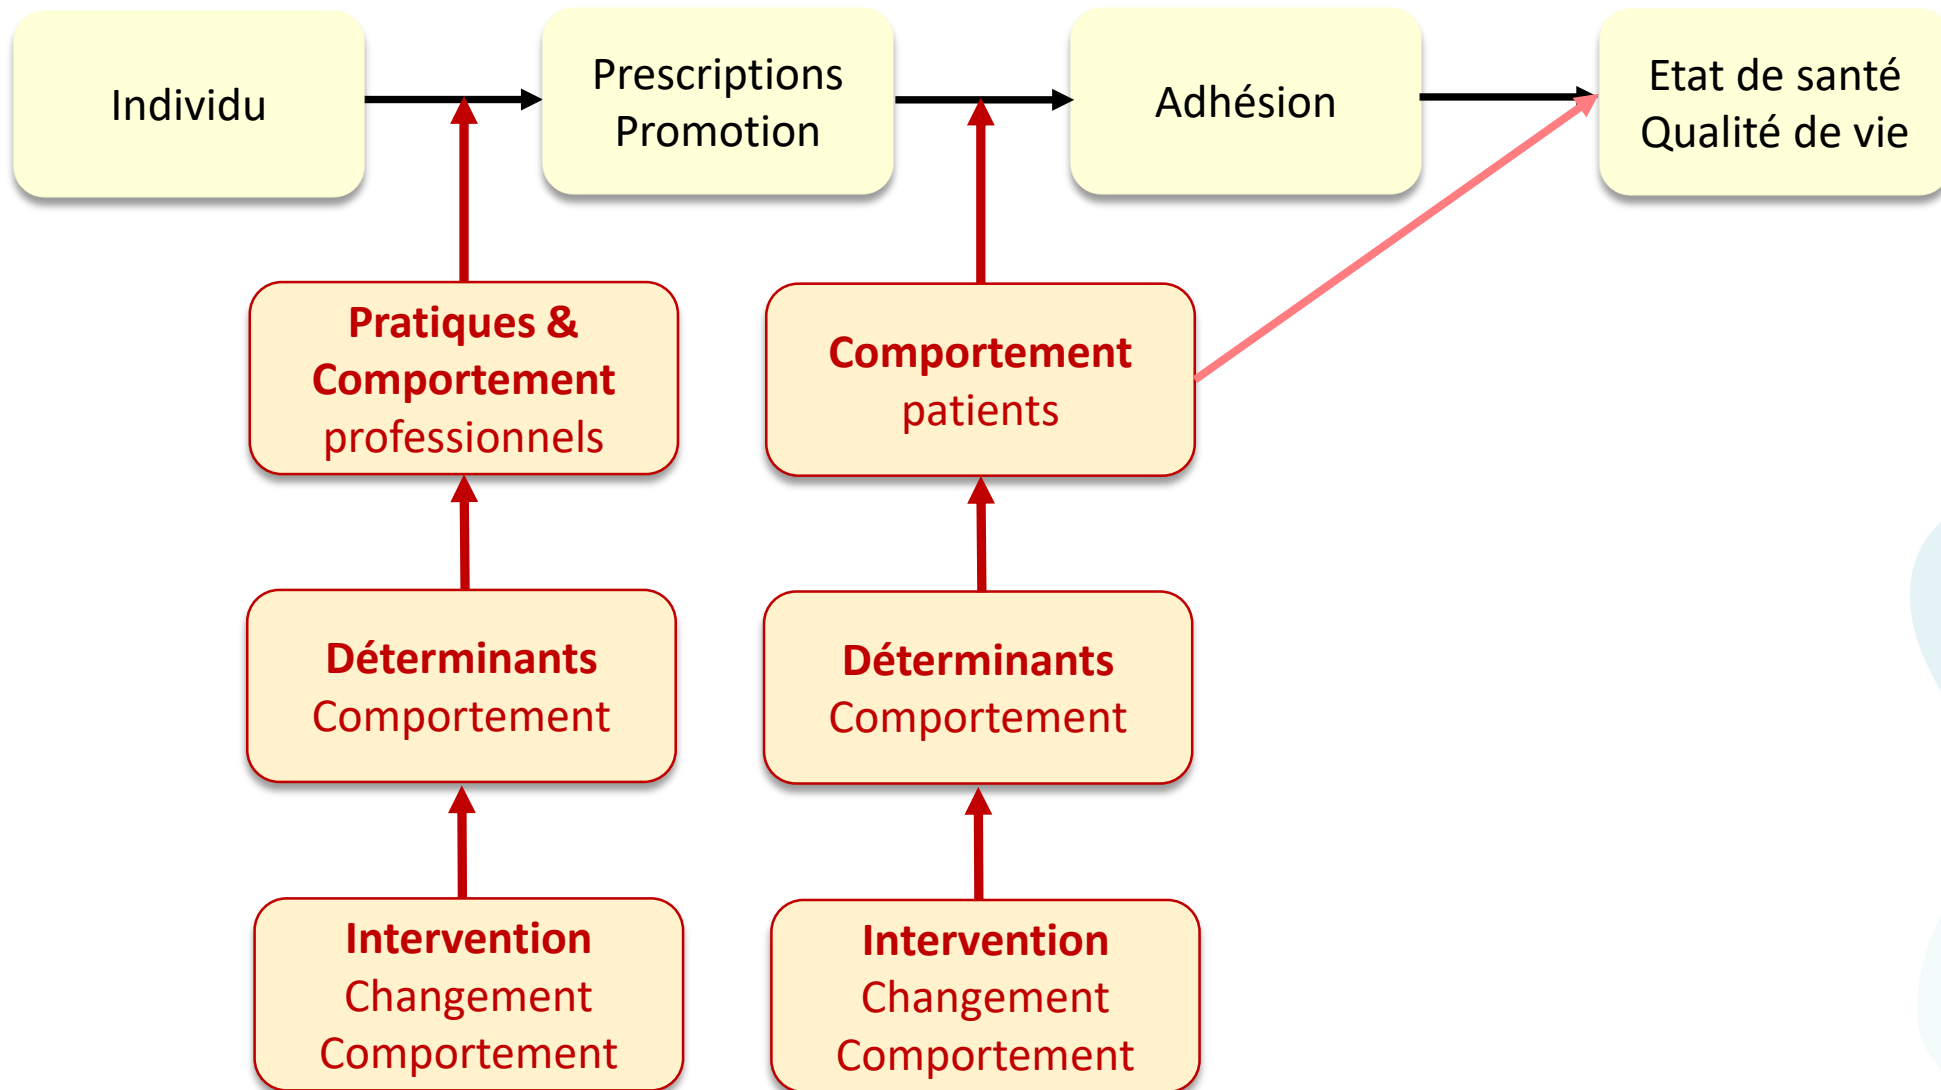 Individu
Prescriptions
Promotion
Adhésion
Etat de santé
Qualité de vie
Pratiques &
Comportement
professionnels
Comportement
patients
Déterminants
Comportement
Déterminants
Comportement
Intervention
Changement
Comportement
Intervention
Changement
Comportement